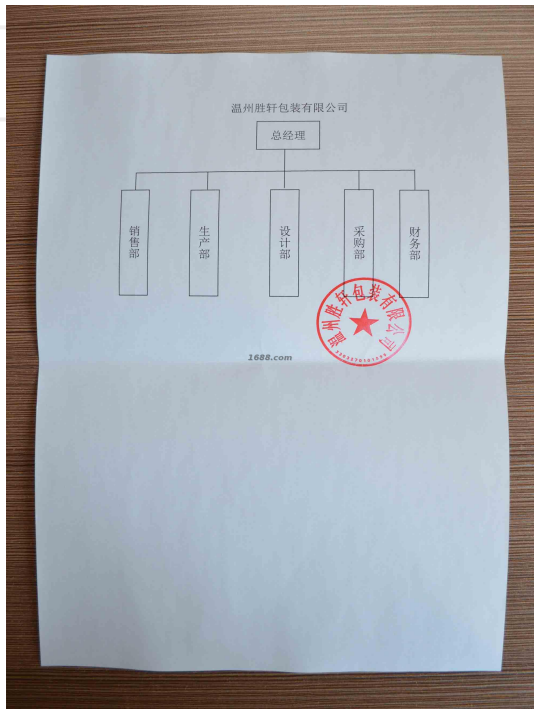 温州胜轩包装有限公司
总经理
销售部
生产部
设计部
采购部
财务部
温州胜轩包装有限公司
1688.com